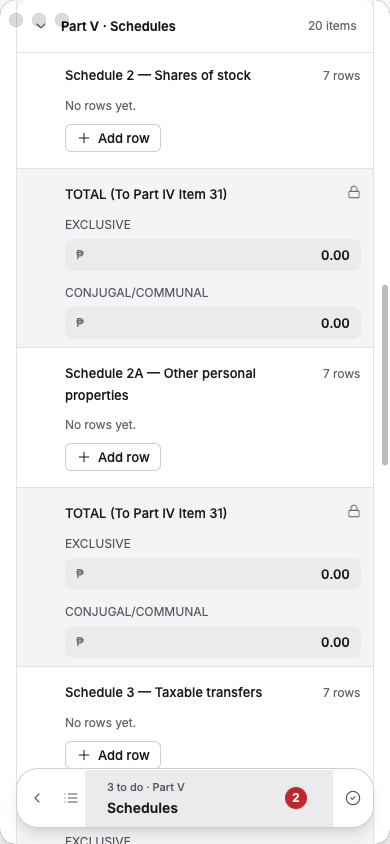 Part V · Schedules 20 items
Schedule 2 — Shares of stock 7 rows
No rows yet.
+ Add row
TOTAL (To Part IV Item 31)
EXCLUSIVE
₱ 0.00
CONJUGAL/COMMUNAL
₱ 0.00
Schedule 2A — Other personal 7 rows
properties
No rows yet.
+ Add row
TOTAL (To Part IV Item 31)
EXCLUSIVE
₱ 0.00
CONJUGAL/COMMUNAL
₱ 0.00
Schedule 3 — Taxable transfers 7 rows
No rows yet.
+ Add row
3 to do · Part V
Schedules 2
EXCLUSIVE